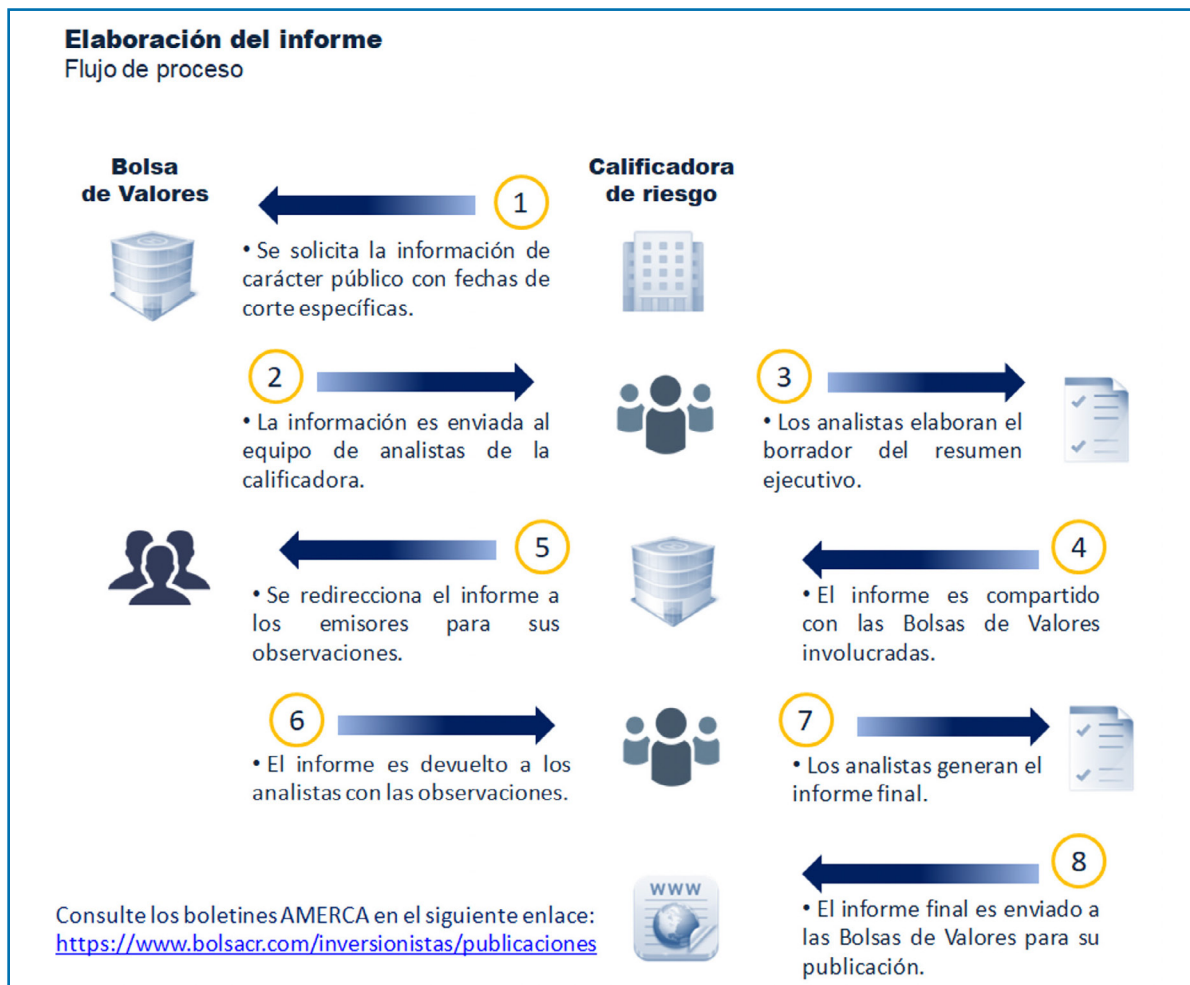 Elaboración del informe
Flujo de proceso
Bolsa
de Valores
Calificadora
de riesgo
1
• Se solicita la información de
carácter público con fechas de
corte específicas.
2
• La información es enviada al
equipo de analistas de la
calificadora.
3
• Los analistas elaboran el
borrador del resumen
ejecutivo.
4
• El informe es compartido
con las Bolsas de Valores
involucradas.
5
• Se redirecciona el informe a
los emisores para sus
observaciones.
6
• El informe es devuelto a los
analistas con las observaciones.
7
• Los analistas generan el
informe final.
8
• El informe final es enviado a
las Bolsas de Valores para su
publicación.
WWW
Consulte los boletines AMERCA en el siguiente enlace:
https://www.bolsacr.com/inversionistas/publicaciones